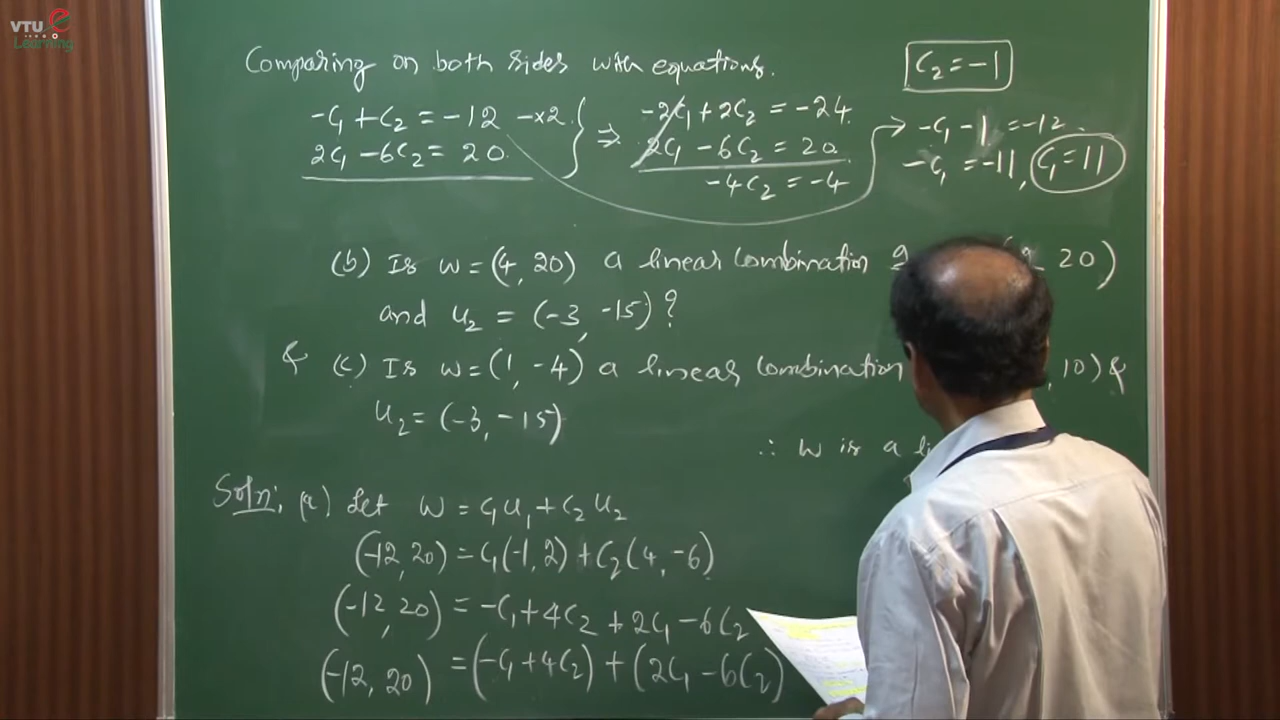 VTU e
Learning
Comparing on both sides with equations.
C₂ = -1
-C₁ + C₂ = -12 -×2
2C₁ - 6C₂ = 20.
⇒
-2C₁ + 2C₂ = -24.
2C₁ - 6C₂ = 20
-4C₂ = -4
-C₁ - 1 = -12.
-C₁ = -11, C₁ = 11
(b) Is w = (4, 20) a linear combination 20)
and u₂ = (-3, -15)?
& (c) Is w = (1, -4) a linear combination , 10) &
u₂ = (-3, -15)
∴ w is a
Soln; (a) Let w = C₁u₁ + C₂u₂
(-12, 20) = C₁(-1, 2) + C₂(4, -6)
(-12, 20) = -C₁ + 4C₂ + 2C₁ - 6C₂
(-12, 20) = (-C₁ + 4C₂) + (2C₁ - 6C₂)